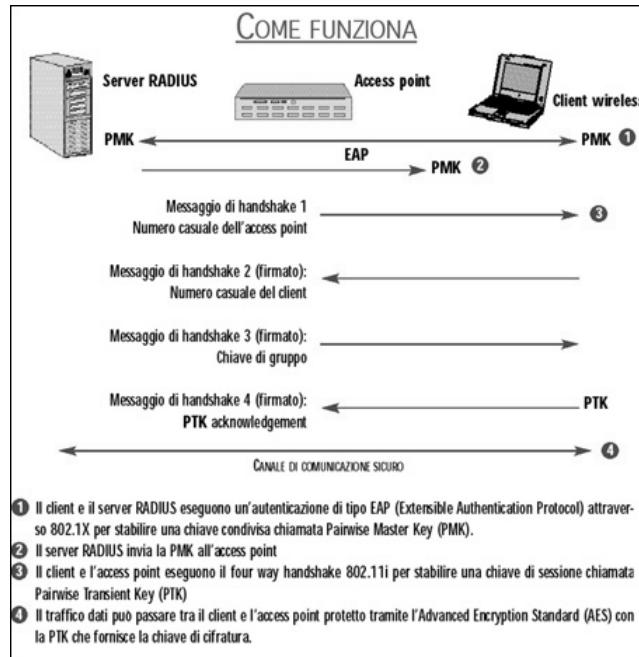 COME FUNZIONA
Server RADIUS
Access point
Client wireless
PMK
PMK 1
EAP
PMK 2
Messaggio di handshake 1
Numero casuale dell'access point
3
Messaggio di handshake 2 (firmato):
Numero casuale del client
Messaggio di handshake 3 (firmato):
Chiave di gruppo
Messaggio di handshake 4 (firmato):
PTK acknowledgement
PTK
4
CANALE DI COMUNICAZIONE SICURO
1 Il client e il server RADIUS eseguono un'autenticazione di tipo EAP (Extensible Authentication Protocol) attraver-
so 802.1X per stabilire una chiave condivisa chiamata Pairwise Master Key (PMK).
2 Il server RADIUS invia la PMK all'access point
3 Il client e l'access point eseguono il four way handshake 802.11i per stabilire una chiave di sessione chiamata
Pairwise Transient Key (PTK)
4 Il traffico dati può passare tra il client e l'access point protetto tramite l'Advanced Encryption Standard (AES) con
la PTK che fornisce la chiave di cifratura.